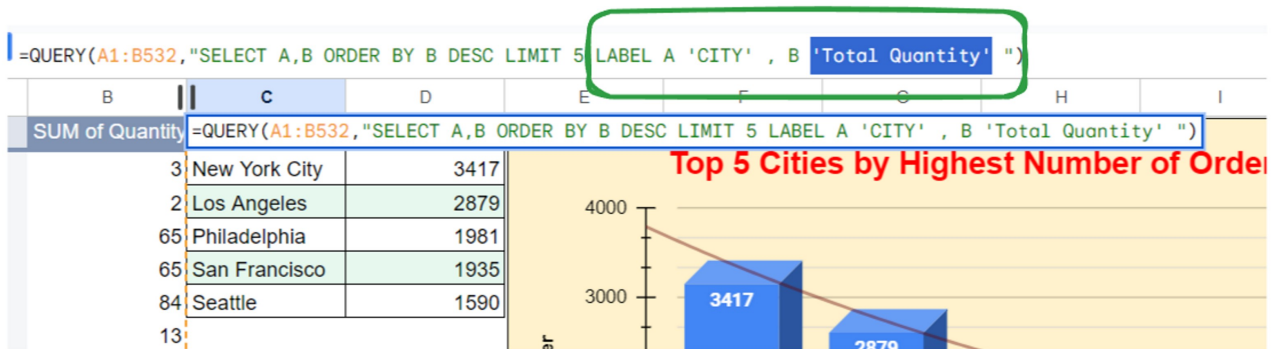 =QUERY(A1:B532,"SELECT A,B ORDER BY B DESC LIMIT 5 LABEL A 'CITY' , B 'Total Quantity' ")
B C D E F G H I
SUM of Quantity =QUERY(A1:B532,"SELECT A,B ORDER BY B DESC LIMIT 5 LABEL A 'CITY' , B 'Total Quantity' ")
3 New York City 3417
2 Los Angeles 2879
65 Philadelphia 1981
65 San Francisco 1935
84 Seattle 1590
13
Top 5 Cities by Highest Number of Order
4000
3000
3417
2879